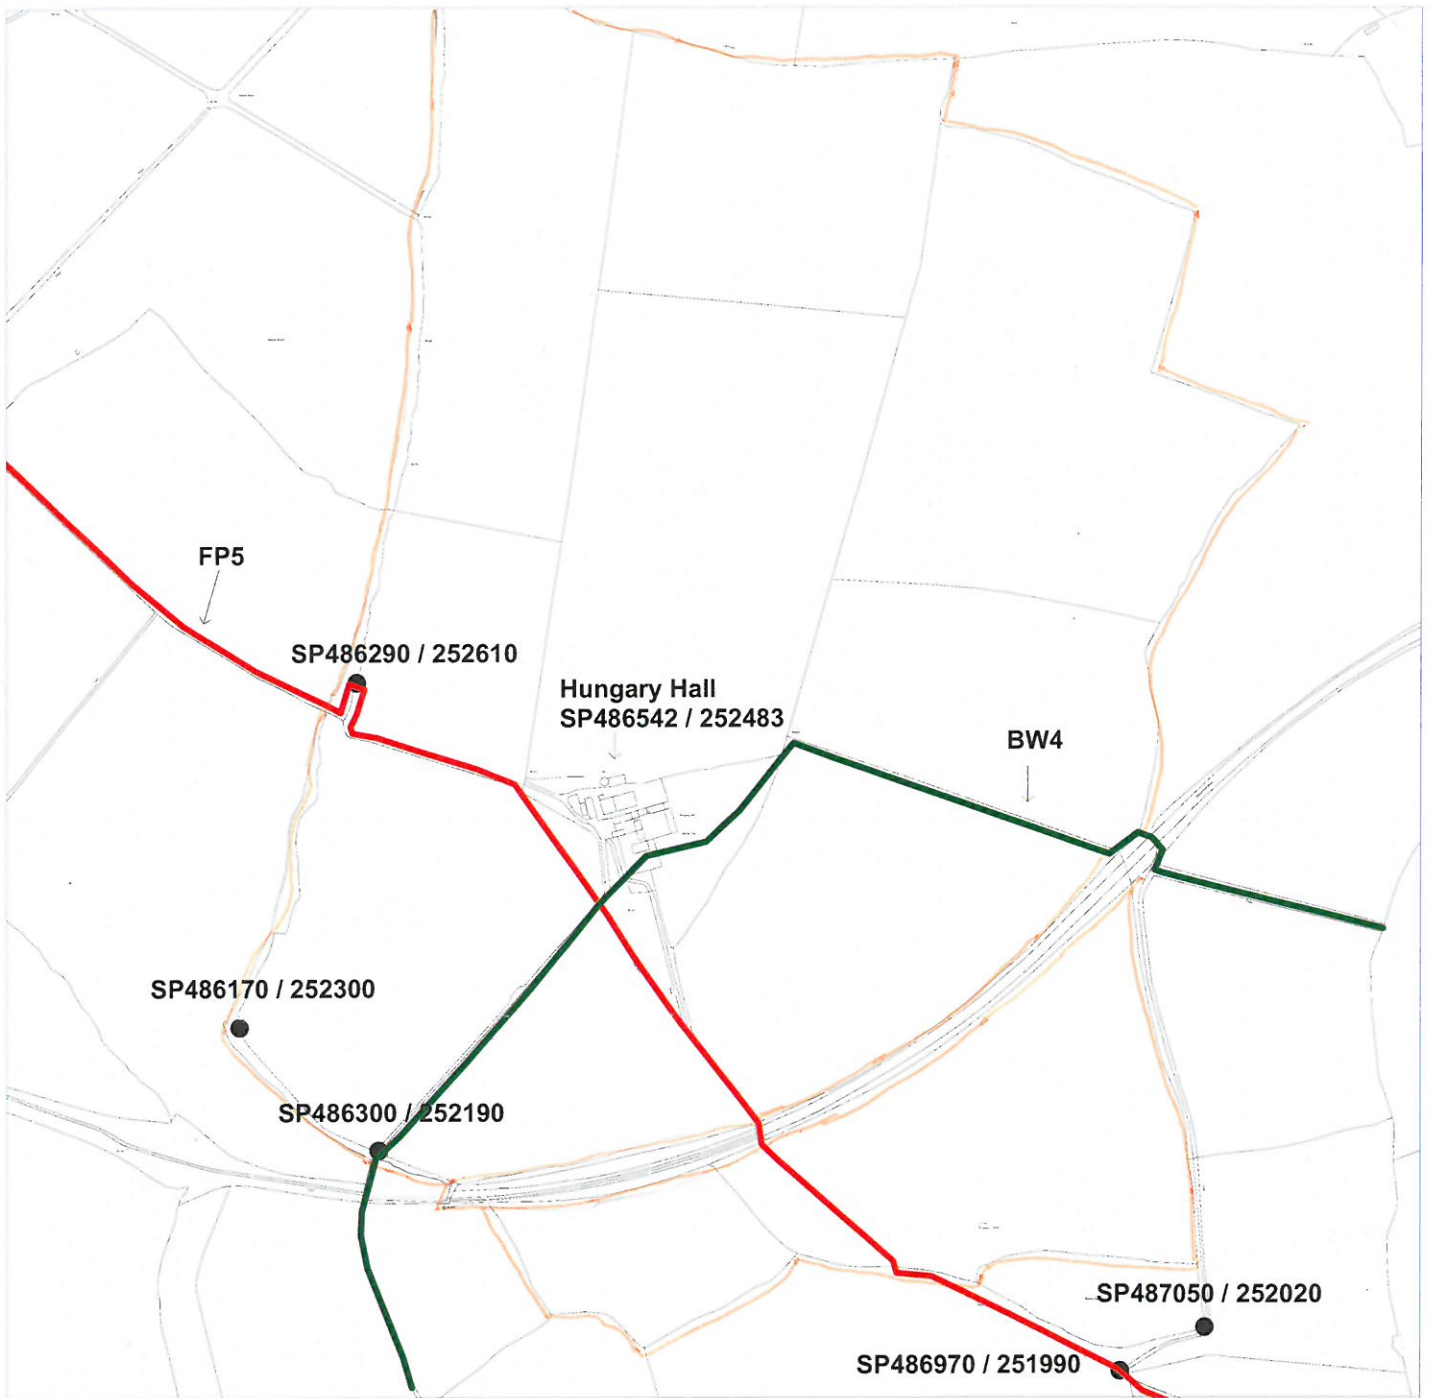 FP5
SP486290 / 252610
Hungary Hall
SP486542 / 252483
BW4
SP486170 / 252300
SP486300 / 252190
SP487050 / 252020
SP486970 / 251990